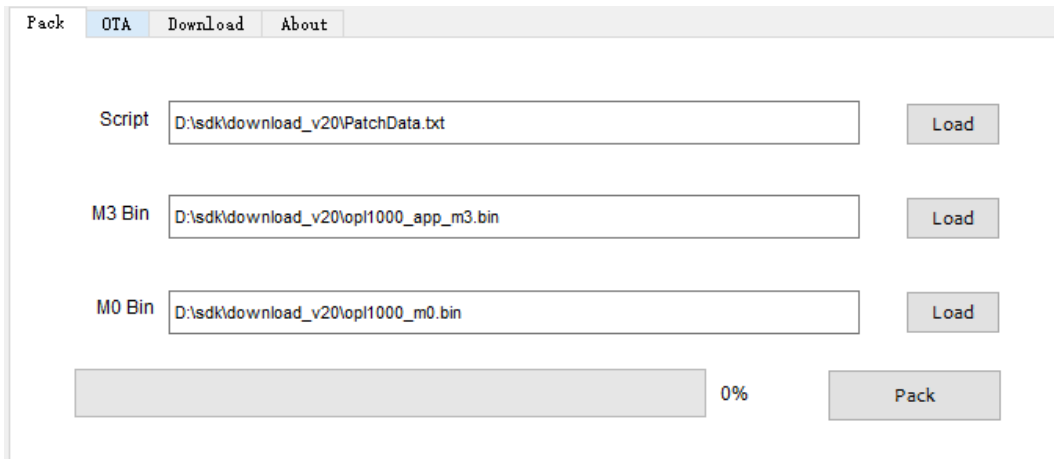 Pack OTA Download About
Script D:\sdk\download_v20\PatchData.txt Load
M3 Bin D:\sdk\download_v20\opl1000_app_m3.bin Load
M0 Bin D:\sdk\download_v20\opl1000_m0.bin Load
0% Pack